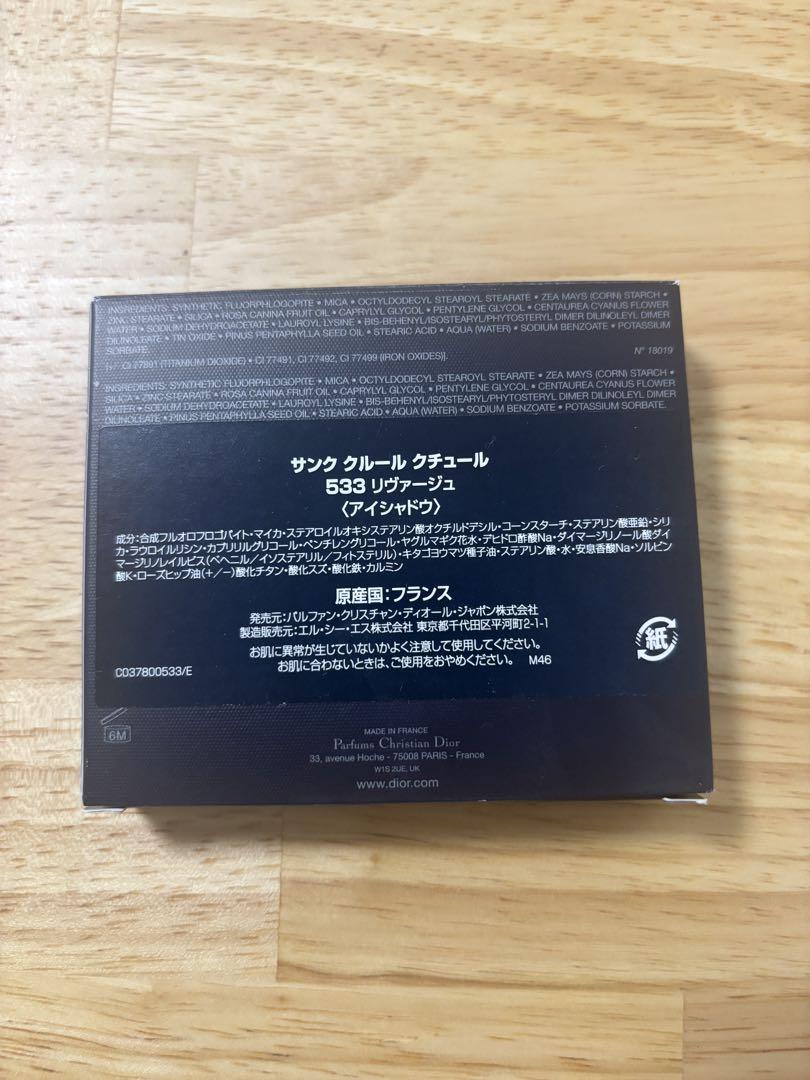 INGREDIENTS: SYNTHETIC FLUORPHLOGOPITE • MICA • OCTYLDODECYL STEAROYL STEARATE • ZEA MAYS (CORN) STARCH •
ZINC STEARATE • SILICA • ROSA CANINA FRUIT OIL • CAPRYLYL GLYCOL • PENTYLENE GLYCOL • CENTAUREA CYANUS FLOWER
WATER • SODIUM DEHYDROACETATE • LAUROYL LYSINE • BIS-BEHENYL/ISOSTEARYL/PHYTOSTERYL DIMER DILINOLEYL DIMER
DILINOLEATE • TIN OXIDE • PINUS PENTAPHYLLA SEED OIL • STEARIC ACID • AQUA (WATER) • SODIUM BENZOATE • POTASSIUM
SORBATE.
[+/- CI 77891 (TITANIUM DIOXIDE) • CI 77491, CI 77492, CI 77499 (IRON OXIDES)]. N° 18019
INGREDIENTS: SYNTHETIC FLUORPHLOGOPITE • MICA • OCTYLDODECYL STEAROYL STEARATE • ZEA MAYS (CORN) STARCH •
SILICA • ZINC STEARATE • ROSA CANINA FRUIT OIL • CAPRYLYL GLYCOL • PENTYLENE GLYCOL • CENTAUREA CYANUS FLOWER
WATER • SODIUM DEHYDROACETATE • LAUROYL LYSINE • BIS-BEHENYL/ISOSTEARYL/PHYTOSTERYL DIMER DILINOLEYL DIMER
DILINOLEATE • PINUS PENTAPHYLLA SEED OIL • STEARIC ACID • AQUA (WATER) • SODIUM BENZOATE • POTASSIUM SORBATE.
サンク クルール クチュール
533 リヴァージュ
〈アイシャドウ〉
成分:合成フルオロフロゴパイト・マイカ・ステアロイルオキシステアリン酸オクチルドデシル・コーンスターチ・ステアリン酸亜鉛・シリ
カ・ラウロイルリシン・カプリリルグリコール・ペンチレングリコール・ヤグルマギク花水・デヒドロ酢酸Na・ダイマージリノール酸ダイ
マージリノレイルビス(ベヘニル/イソステアリル/フィトステリル)・キタゴヨウマツ種子油・ステアリン酸・水・安息香酸Na・ソルビン
酸K・ローズヒップ油(+/−)酸化チタン・酸化スズ・酸化鉄・カルミン
原産国:フランス
発売元:パルファン・クリスチャン・ディオール・ジャポン株式会社
製造販売元:エル・シー・エス株式会社 東京都千代田区平河町2-1-1
お肌に異常が生じていないかよく注意して使用してください。
お肌に合わないときは、ご使用をおやめください。 M46
C037800533/E
紙
6M
MADE IN FRANCE
Parfums Christian Dior
33, avenue Hoche - 75008 PARIS - France
W1S 2UE, UK
www.dior.com